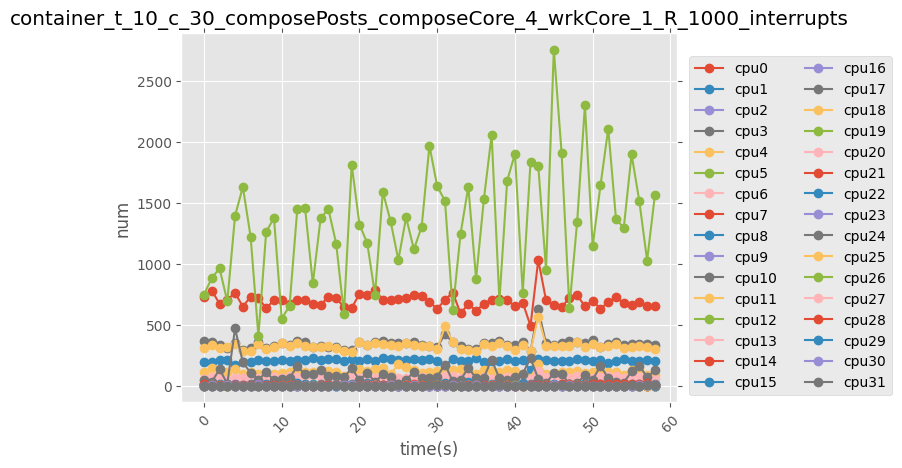 container_t_10_c_30_composePosts_composeCore_4_wrkCore_1_R_1000_interrupts
2500
2000
1500
1000
500
0
num
0
10
20
30
40
50
60
time(s)
cpu0
cpu1
cpu2
cpu3
cpu4
cpu5
cpu6
cpu7
cpu8
cpu9
cpu10
cpu11
cpu12
cpu13
cpu14
cpu15
cpu16
cpu17
cpu18
cpu19
cpu20
cpu21
cpu22
cpu23
cpu24
cpu25
cpu26
cpu27
cpu28
cpu29
cpu30
cpu31